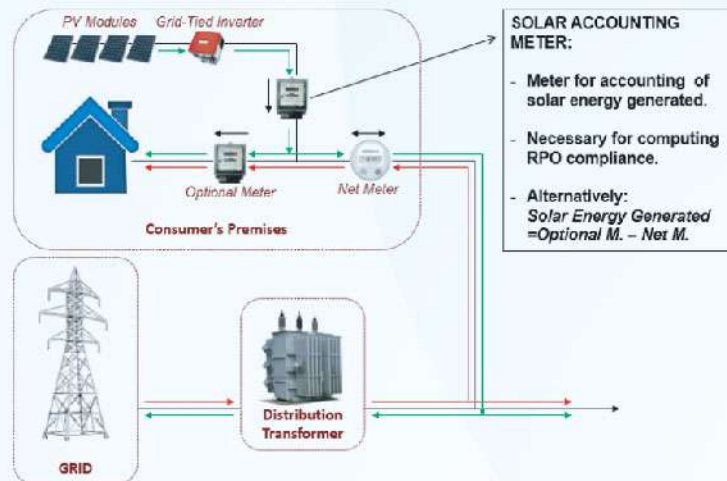 PV Modules
Grid-Tied Inverter
Optional Meter
Net Meter
Consumer's Premises
SOLAR ACCOUNTING
METER:
- Meter for accounting of
solar energy generated.
- Necessary for computing
RPO compliance.
- Alternatively:
Solar Energy Generated
=Optional M. – Net M.
Distribution
Transformer
GRID